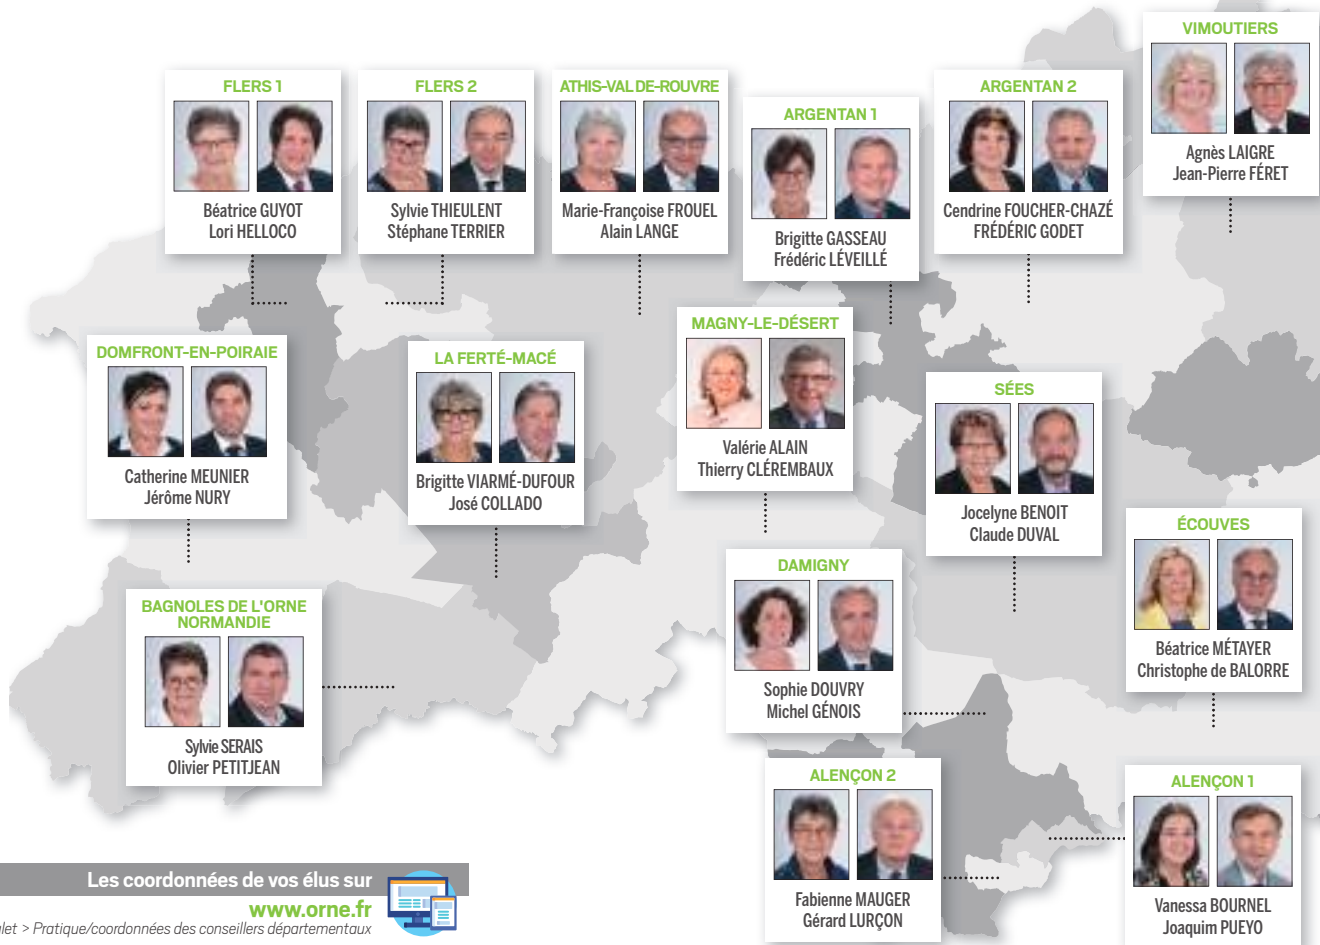 VIMOUTIERS
Agnès LAIGRE
Jean-Pierre FÉRET
FLERS 1
Béatrice GUYOT
Lori HELLOCO
FLERS 2
Sylvie THIEULENT
Stéphane TERRIER
ATHIS-VAL DE-ROUVRE
Marie-Françoise FROUEL
Alain LANGE
ARGENTAN 1
Brigitte GASSEAU
Frédéric LÉVEILLÉ
ARGENTAN 2
Cendrine FOUCHER-CHAZÉ
FRÉDÉRIC GODET
DOMFRONT-EN-POIRAIE
Catherine MEUNIER
Jérôme NURY
LA FERTÉ-MACÉ
Brigitte VIARMÉ-DUFOUR
José COLLADO
MAGNY-LE-DÉSERT
Valérie ALAIN
Thierry CLÉREMBAUX
SÉES
Jocelyne BENOIT
Claude DUVAL
ÉCOUVES
Béatrice MÉTAYER
Christophe de BALORRE
BAGNOLES DE L'ORNE
NORMANDIE
Sylvie SERAIS
Olivier PETITJEAN
DAMIGNY
Sophie DOUVRY
Michel GÉNOIS
ALENÇON 2
Fabienne MAUGER
Gérard LURÇON
ALENÇON 1
Vanessa BOURNEL
Joaquim PUEYO
Les coordonnées de vos élus sur
www.orne.fr
> Pratique/coordonnées des conseillers départementaux